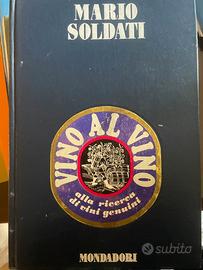 MARIO
SOLDATI
VINO AL VINO
alla ricerca
di vini genuini
MONDADORI
subito